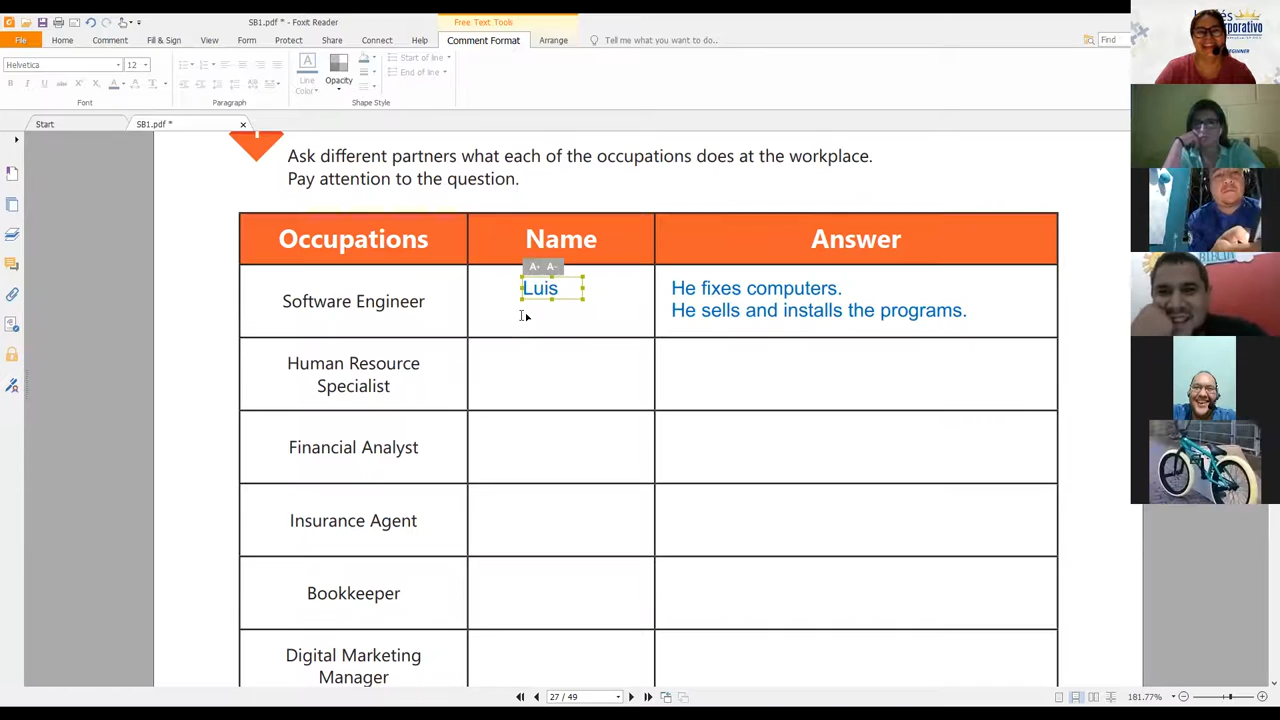 SB1.pdf * - Foxit Reader
Free Text Tools
File
Home
Comment
Fill & Sign
View
Form
Protect
Share
Connect
Help
Comment Format
Arrange
Tell me what you want to do..
Find
Helvetica
12
Line
Color
Opacity
Start of line
End of line
Font
Paragraph
Shape Style
Start
SB1.pdf *
Ask different partners what each of the occupations does at the workplace.
Pay attention to the question.
Occupations
Name
Answer
Software Engineer
A+ A-
Luis
He fixes computers.
He sells and installs the programs.
Human Resource
Specialist
Financial Analyst
Insurance Agent
Bookkeeper
Digital Marketing
Manager
27 / 49
181.77%